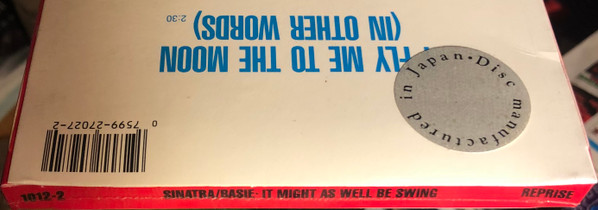 FLY ME TO THE MOON
(IN OTHER WORDS)
2:30
Disc manufactured in Japan•
0 7599-27027-2
1012-2 SINATRA/BASIE· IT MIGHT AS WELL BE SWING REPRISE